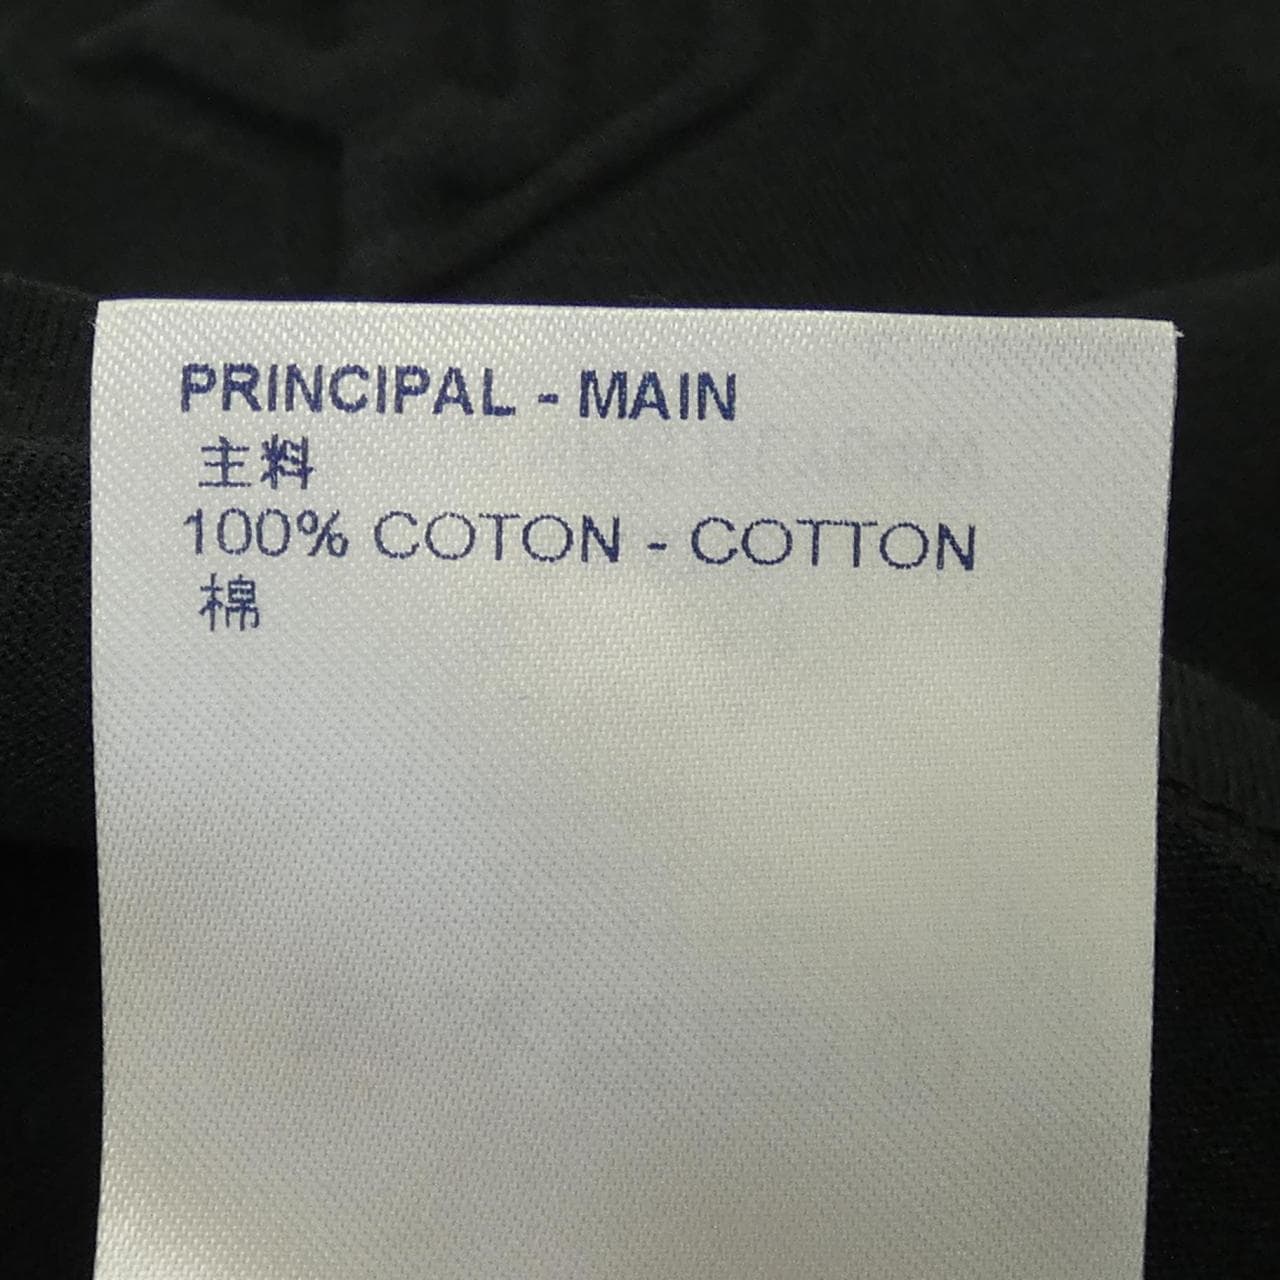 PRINCIPAL - MAIN
主料
100% COTON - COTTON
棉